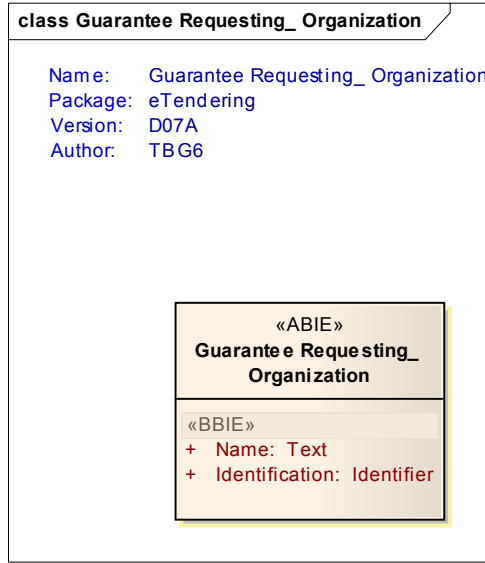 class Guarantee Requesting_ Organization
Name: Guarantee Requesting_ Organization
Package: eTendering
Version: D07A
Author: TBG6
«ABIE»
Guarantee Requesting_
Organization
«BBIE»
+ Name: Text
+ Identification: Identifier